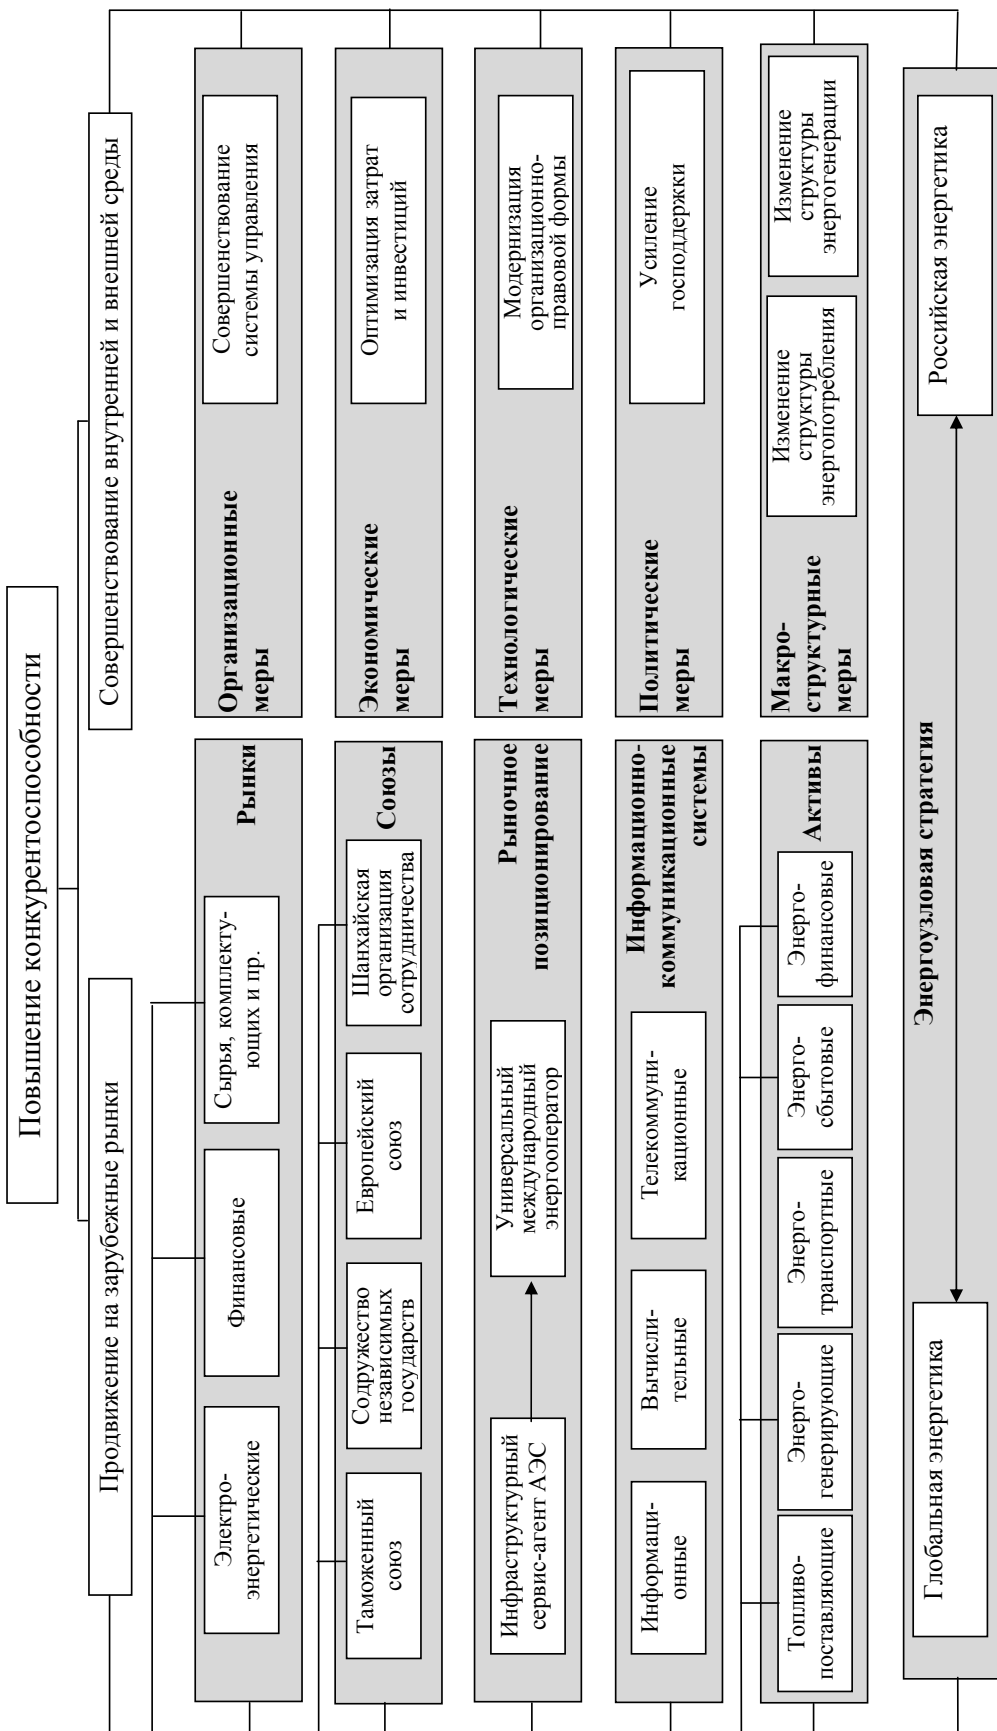 Повышение конкурентоспособности
Продвижение на зарубежные рынки
Совершенствование внутренней и внешней среды
Электро-
энергетические
Финансовые
Сырья, комплекту-
ющих и пр.
Рынки
Организационные
меры
Совершенствование
системы управления
Таможенный
союз
Содружество
независимых
государств
Европейский
союз
Шанхайская
организация
сотрудничества
Союзы
Экономические
меры
Оптимизация затрат
и инвестиций
Инфраструктурный
сервис-агент АЭС
Универсальный
международный
энергооператор
Рыночное
позиционирование
Технологические
меры
Модернизация
организационно-
правовой формы
Информаци-
онные
Вычисли-
тельные
Телекоммуни-
кационные
Информационно-
коммуникационные
системы
Политические
меры
Усиление
господдержки
Топливо-
поставляющие
Энерго-
генерирующие
Энерго-
транспортные
Энерго-
сбытовые
Энерго-
финансовые
Активы
Макро-
структурные
меры
Изменение
структуры
энергопотребления
Изменение
структуры
энергогенерации
Глобальная энергетика
Энергоузловая стратегия
Российская энергетика